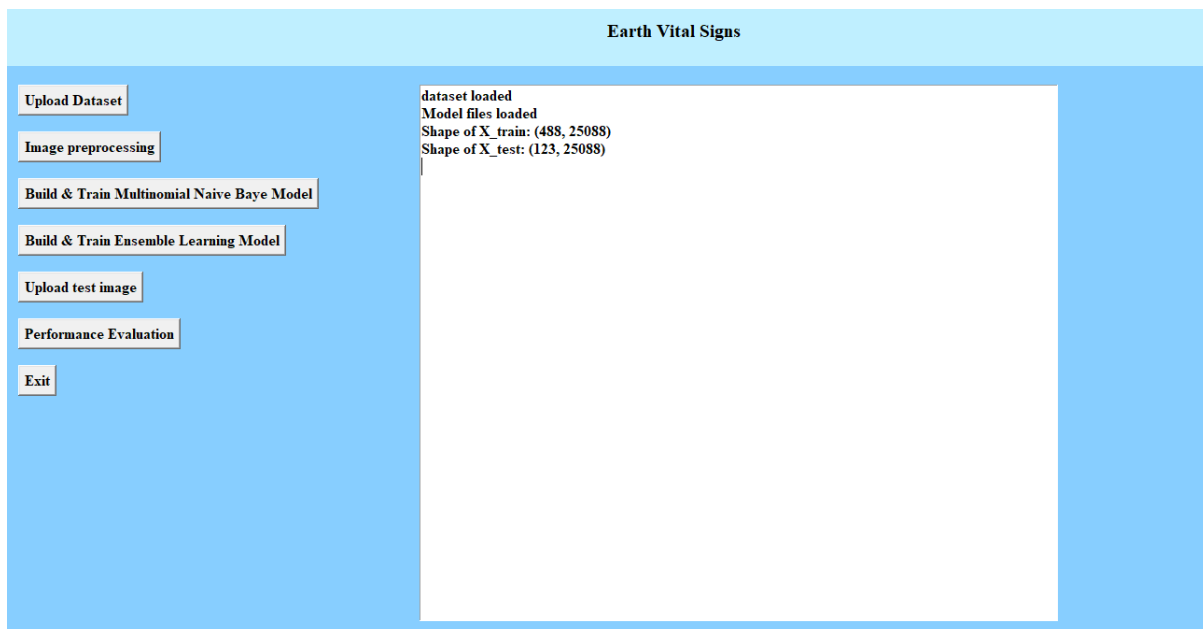 Earth Vital Signs
Upload Dataset
Image preprocessing
Build & Train Multinomial Naive Baye Model
Build & Train Ensemble Learning Model
Upload test image
Performance Evaluation
Exit
dataset loaded
Model files loaded
Shape of X_train: (488, 25088)
Shape of X_test: (123, 25088)